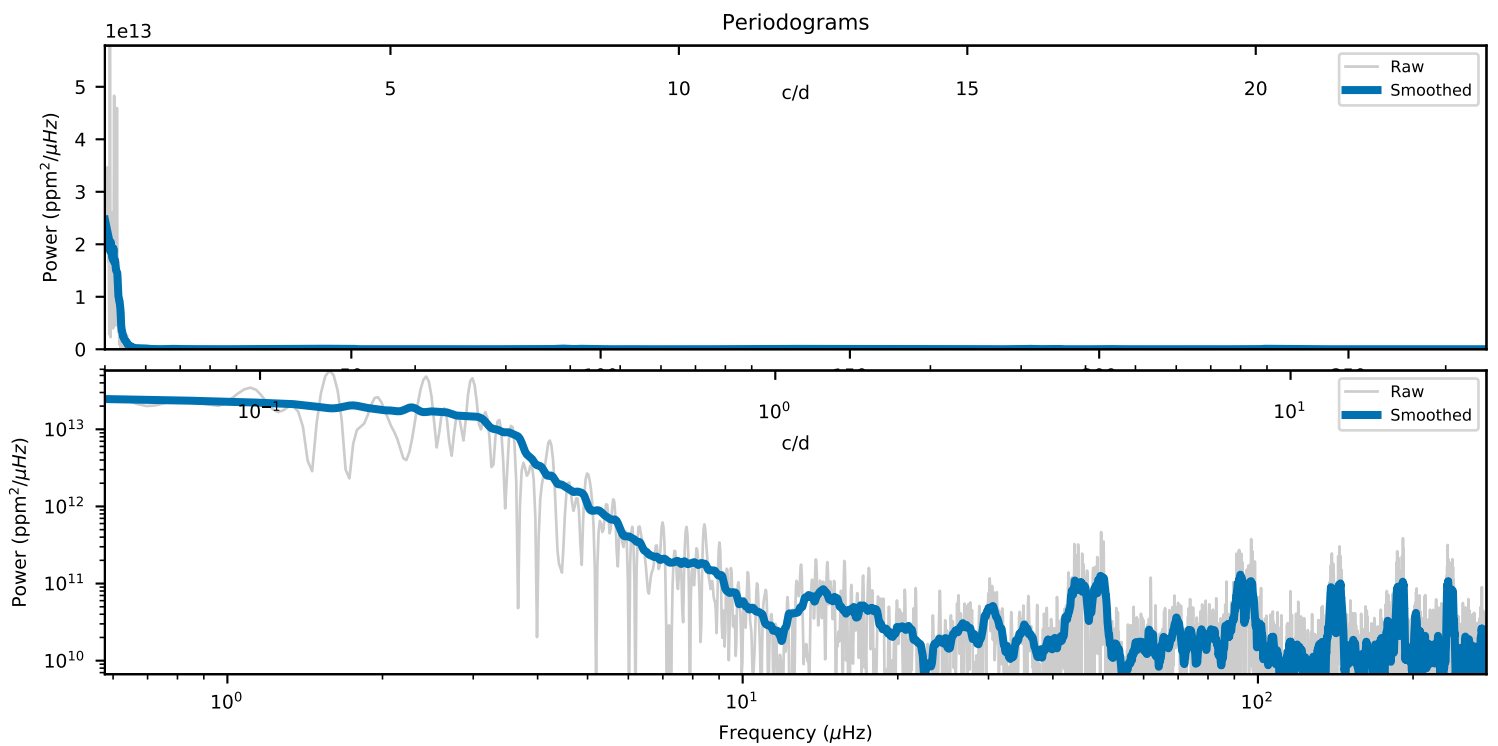 Periodograms
1e13
Raw
Smoothed
5 10 15 20
c/d
5
4
3
2
1
0
Power (ppm²/μHz)
Raw
Smoothed
10⁻¹ 10⁰ 10¹
c/d
10¹³
10¹²
10¹¹
10¹⁰
Power (ppm²/μHz)
10⁰ 10¹ 10²
Frequency (μHz)